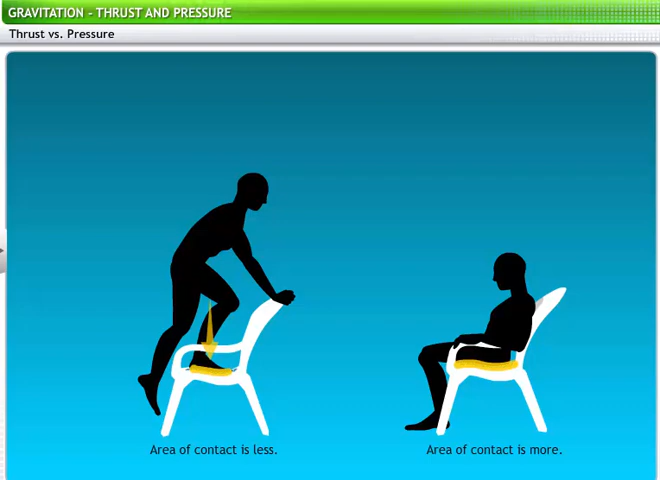 GRAVITATION - THRUST AND PRESSURE
Thrust vs. Pressure
Area of contact is less.
Area of contact is more.